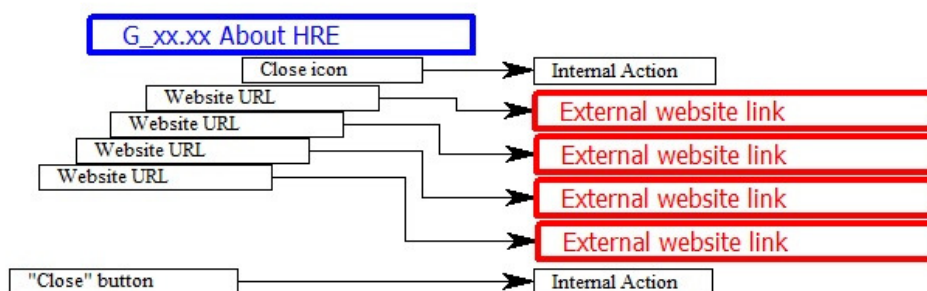 G_xx.xx About HRE
Close icon
Internal Action
Website URL
External website link
Website URL
External website link
Website URL
External website link
Website URL
External website link
"Close" button
Internal Action